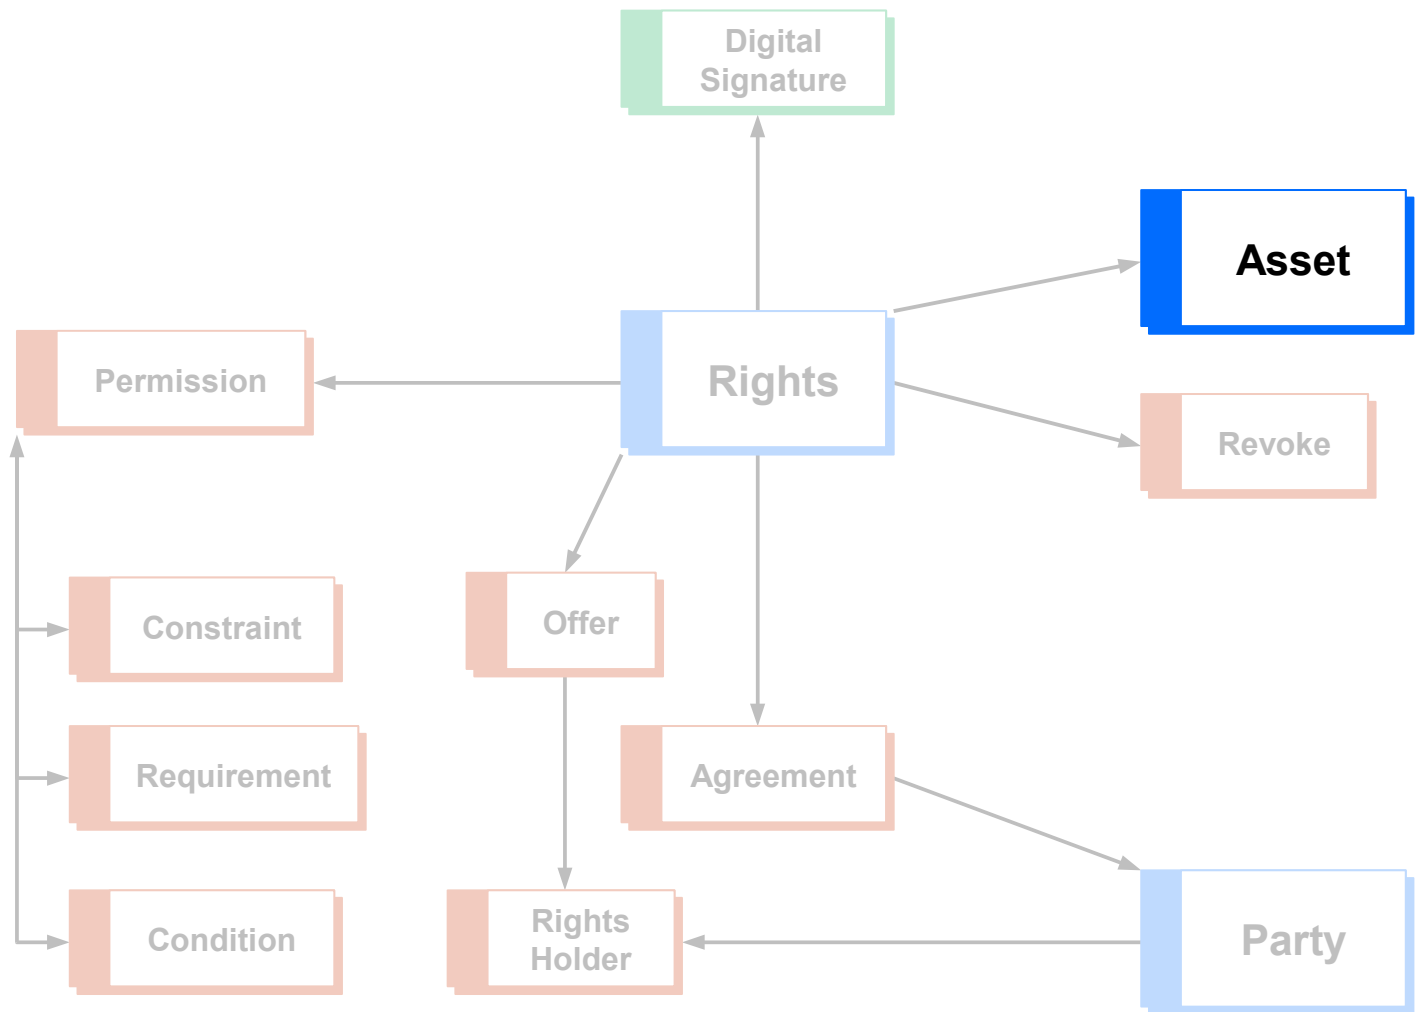 Digital
Signature
Asset
Permission
Rights
Revoke
Constraint
Offer
Requirement
Agreement
Condition
Rights
Holder
Party